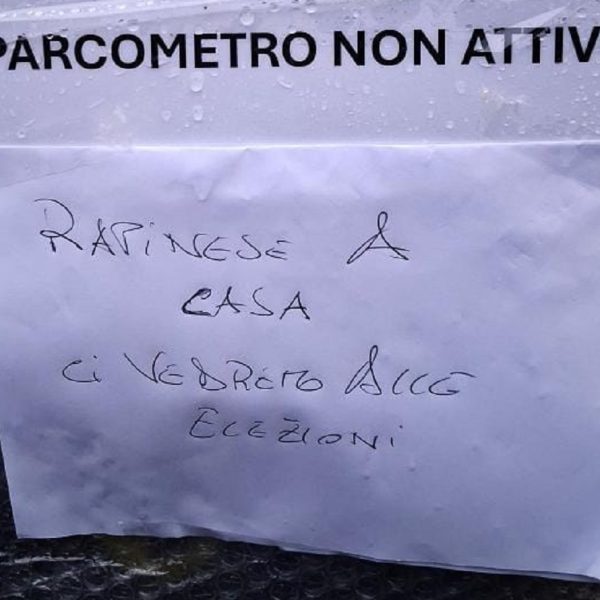 PARCOMETRO NON ATTIV
RAPINESE A
CASA
Ci VEDREMO ALLE
ELEZIONi